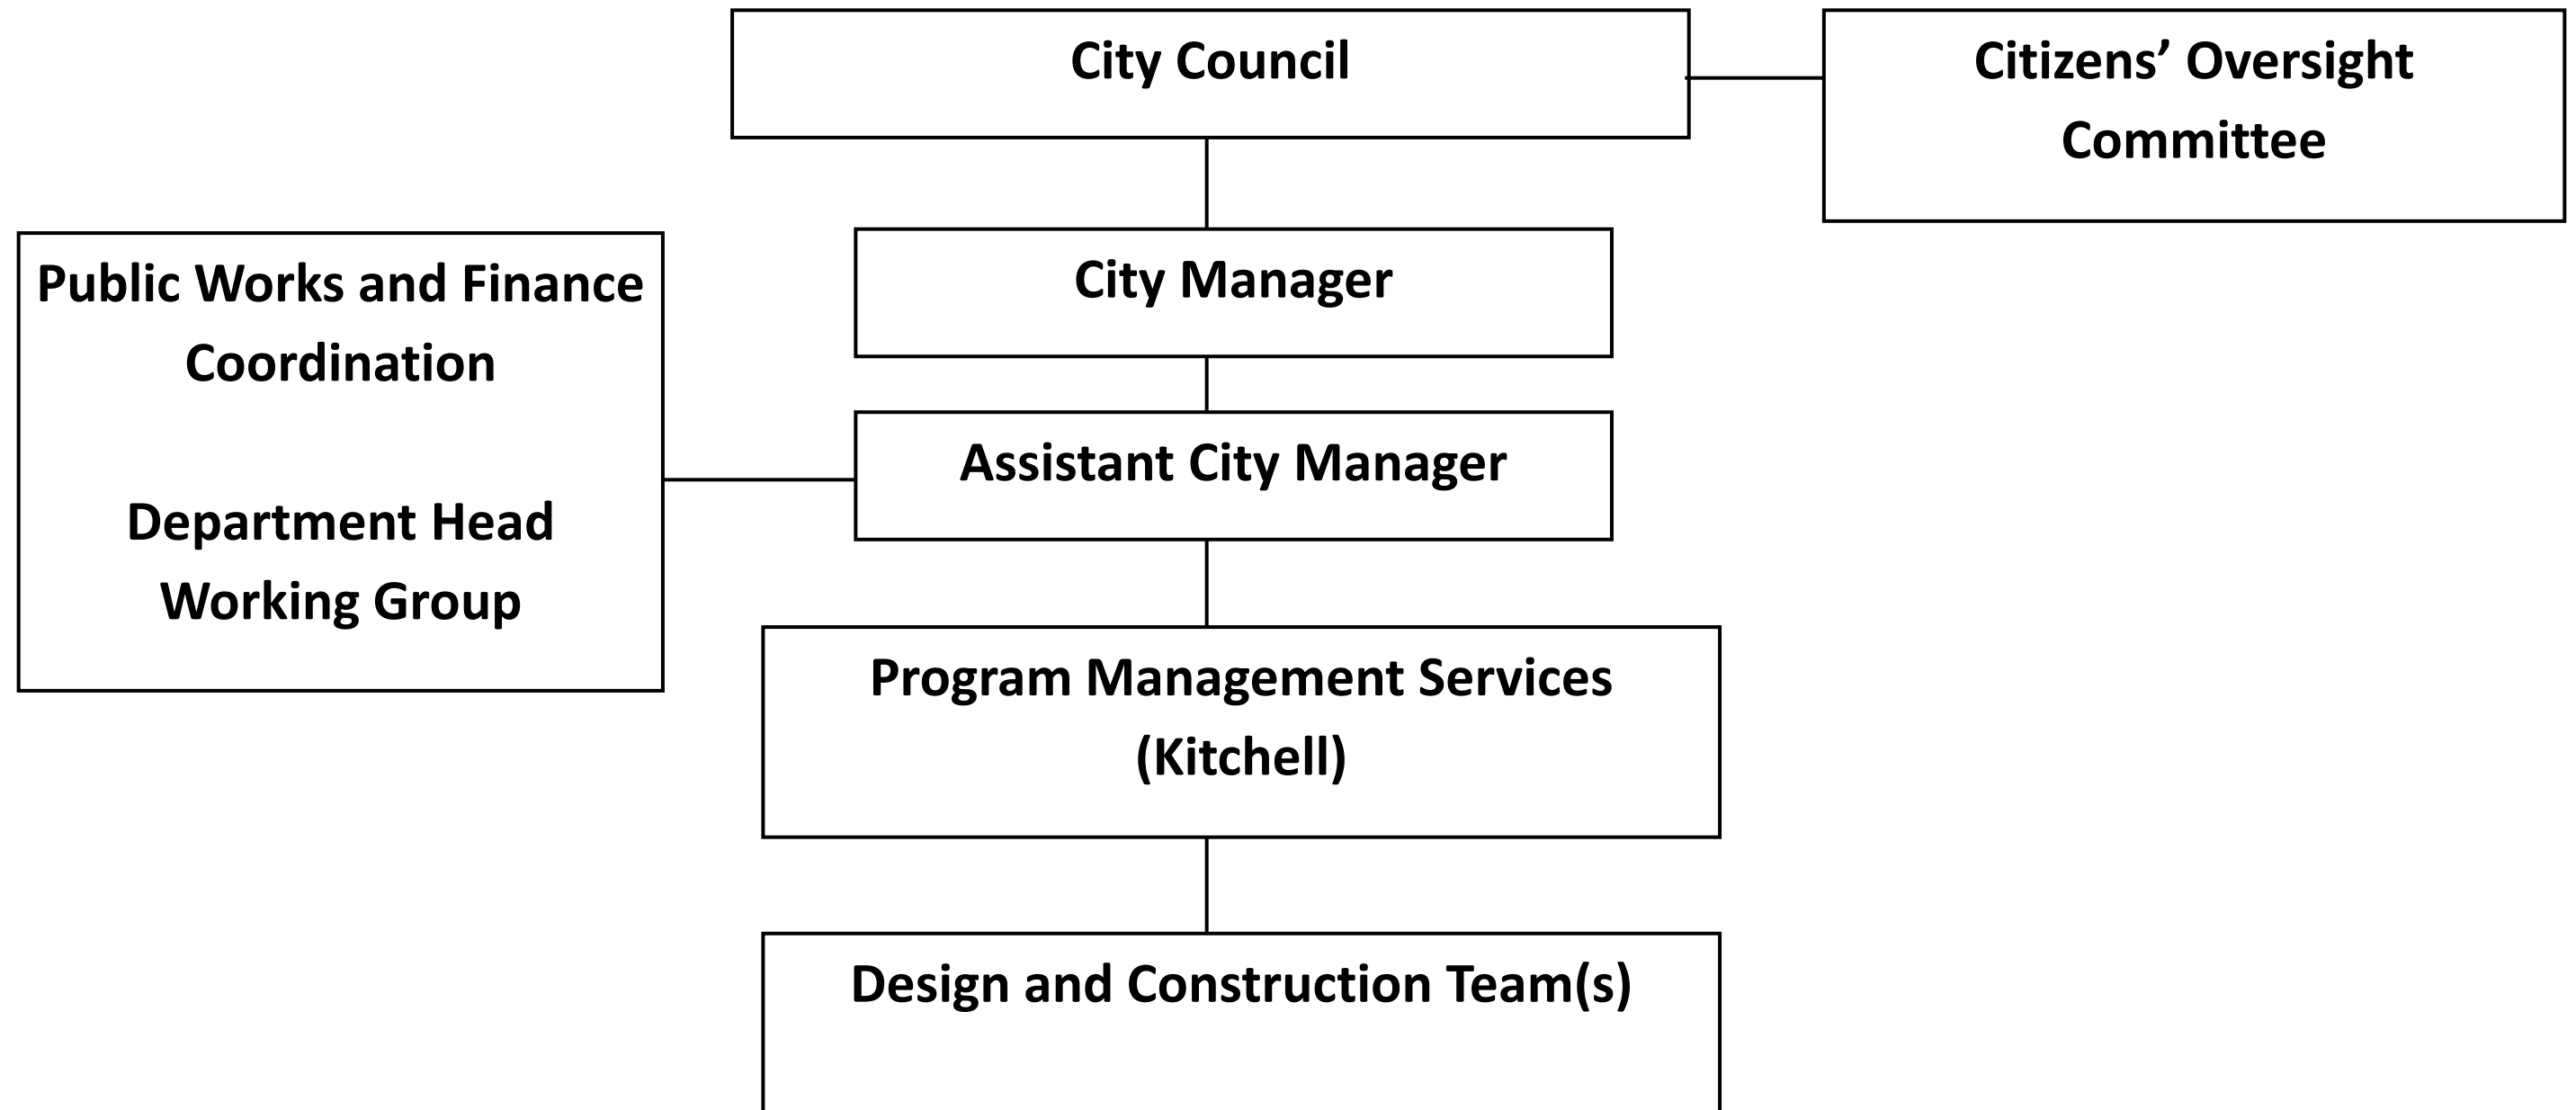 City Council
Citizens’ Oversight
Committee
Public Works and Finance
Coordination
Department Head
Working Group
City Manager
Assistant City Manager
Program Management Services
(Kitchell)
Design and Construction Team(s)